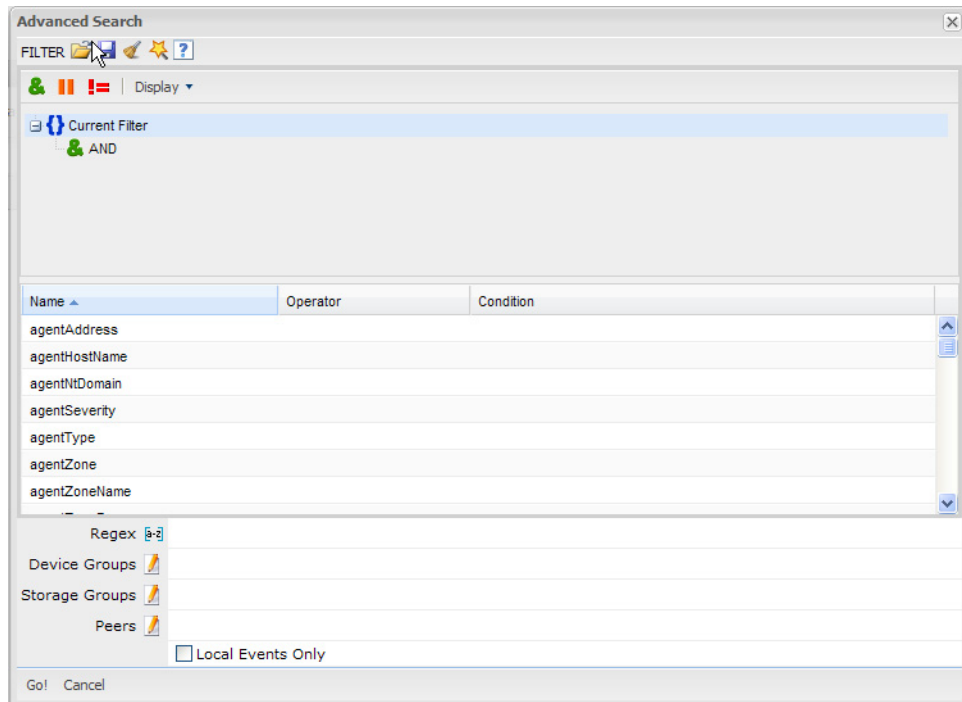 Advanced Search
FILTER ?
& != Display
{} Current Filter
& AND
Name Operator Condition
agentAddress
agentHostName
agentNtDomain
agentSeverity
agentType
agentZone
agentZoneName
Regex [a-z]
Device Groups
Storage Groups
Peers
Local Events Only
Go! Cancel